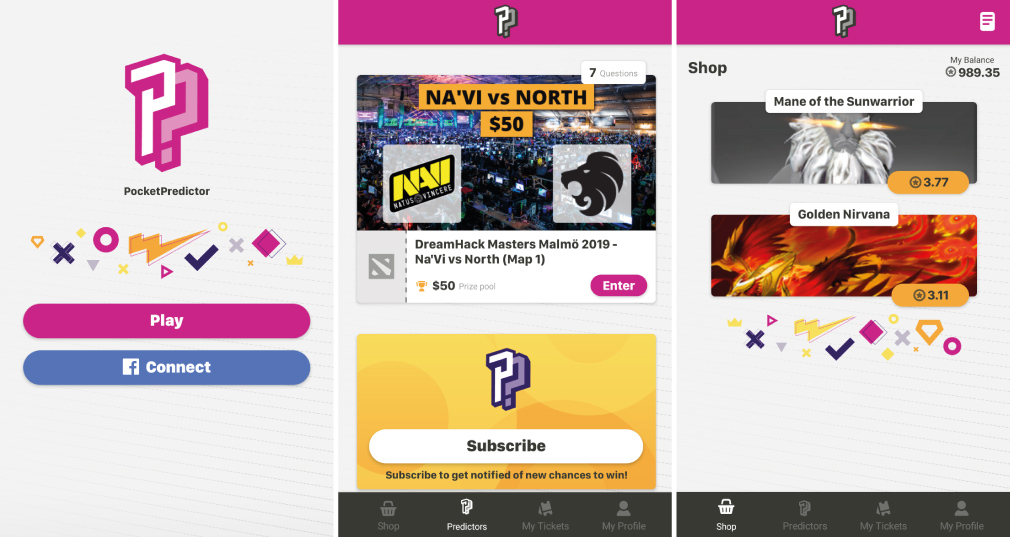 PocketPredictor
Play
Connect
7 Questions
NA'VI vs NORTH
$50
NAVI
NATUS VINCERE
DreamHack Masters Malmö 2019 -
Na'Vi vs North (Map 1)
$50 Prize pool
Enter
Subscribe
Subscribe to get notified of new chances to win!
Shop
Predictors
My Tickets
My Profile
Shop
My Balance
989.35
Mane of the Sunwarrior
3.77
Golden Nirvana
3.11
Shop
Predictors
My Tickets
My Profile